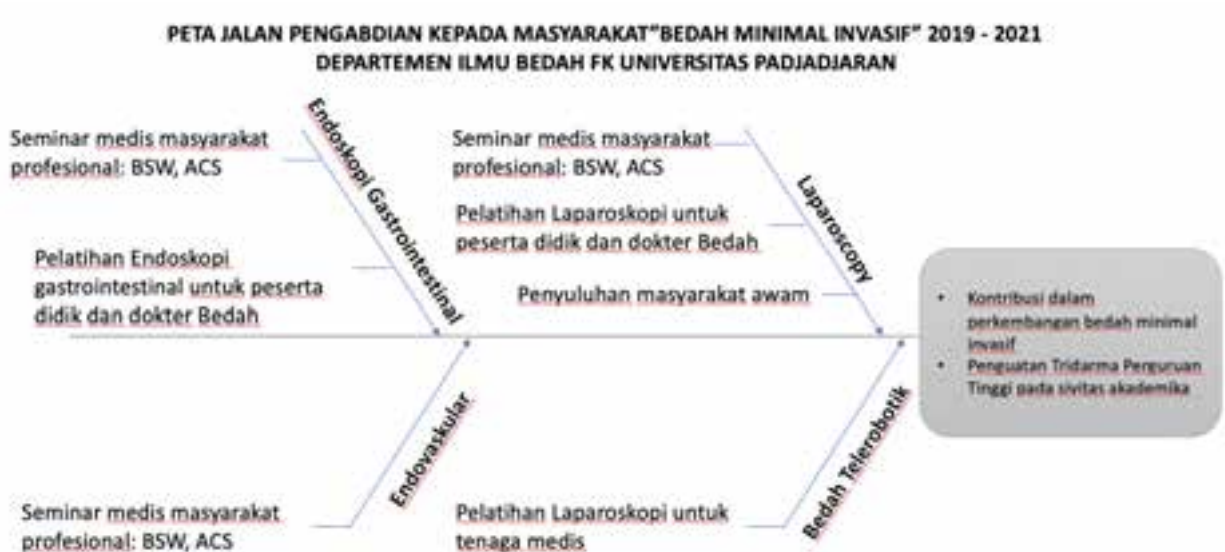 PETA JALAN PENGABDIAN KEPADA MASYARAKAT"BEDAH MINIMAL INVASIF" 2019 - 2021
DEPARTEMEN ILMU BEDAH FK UNIVERSITAS PADJADJARAN
Seminar medis masyarakat
profesional: BSW, ACS
Pelatihan Endoskopi
gastrointestinal untuk peserta
didik dan dokter Bedah
Endoskopi Gastrointestinal
Seminar medis masyarakat
profesional: BSW, ACS
Pelatihan Laparoskopi untuk
peserta didik dan dokter Bedah
Penyuluhan masyarakat awam
Laparoscopy
• Kontribusi dalam
perkembangan bedah minimal
invasif
• Penguatan Tridarma Perguruan
Tinggi pada sivitas akademika
Endovaskular
Seminar medis masyarakat
profesional: BSW, ACS
Bedah Telerobotik
Pelatihan Laparoskopi untuk
tenaga medis